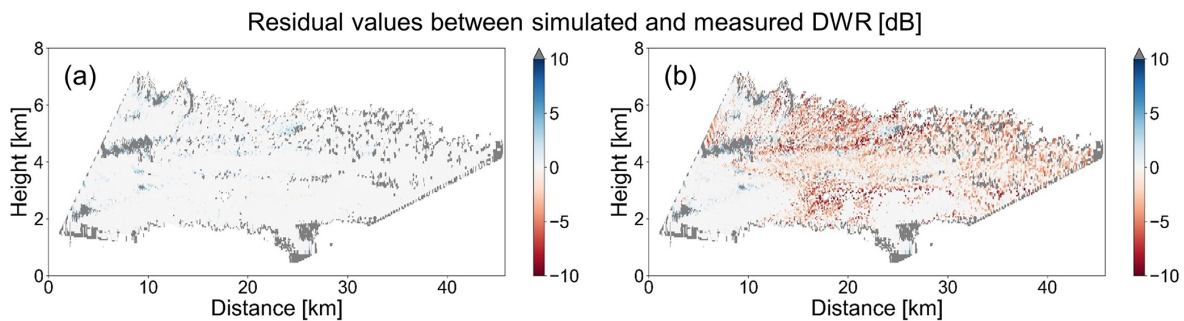 Residual values between simulated and measured DWR [dB]
(a)
Height [km]
8
6
4
2
0
0 10 20 30 40
Distance [km]
10
5
0
−5
−10
(b)
Height [km]
8
6
4
2
0
0 10 20 30 40
Distance [km]
10
5
0
−5
−10